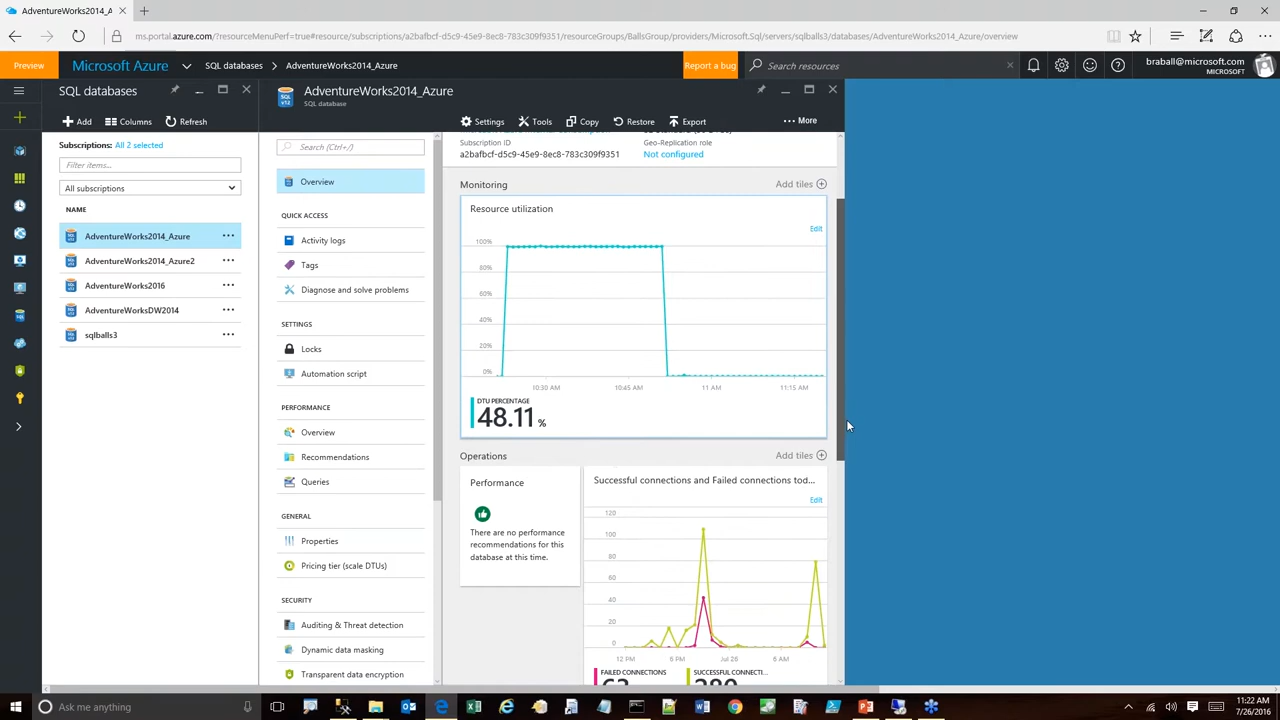 AdventureWorks2014_A
ms.portal.azure.com/?resourceMenuPerf=true#resource/subscriptions/a2bafbcf-d5c9-45e9-8ec8-783c309f9351/resourceGroups/BallsGroup/providers/Microsoft.Sql/servers/sqlballs3/databases/AdventureWorks2014_Azure/overview
Preview
Microsoft Azure
SQL databases
AdventureWorks2014_Azure
Report a bug
Search resources
braball@microsoft.com
MICROSOFT
SQL databases
Add
Columns
Refresh
Subscriptions: All 2 selected
Filter items...
All subscriptions
NAME
AdventureWorks2014_Azure
AdventureWorks2014_Azure2
AdventureWorks2016
AdventureWorksDW2014
sqlballs3
AdventureWorks2014_Azure
SQL database
Settings
Tools
Copy
Restore
Export
More
Search (Ctrl+/)
Overview
QUICK ACCESS
Activity logs
Tags
Diagnose and solve problems
SETTINGS
Locks
Automation script
PERFORMANCE
Overview
Recommendations
Queries
GENERAL
Properties
Pricing tier (scale DTUs)
SECURITY
Auditing & Threat detection
Dynamic data masking
Transparent data encryption
Subscription ID
a2bafbcf-d5c9-45e9-8ec8-783c309f9351
Geo-Replication role
Not configured
Monitoring
Add tiles
Resource utilization
Edit
100%
80%
60%
40%
20%
0%
10:30 AM
10:45 AM
11 AM
11:15 AM
DTU PERCENTAGE
48.11 %
Operations
Add tiles
Performance
There are no performance
recommendations for this
database at this time.
Successful connections and Failed connections tod...
Edit
120
100
80
60
40
20
0
12 PM
6 PM
Jul 26
6 AM
FAILED CONNECTIONS
SUCCESSFUL CONNECTI...
Ask me anything
11:22 AM
7/26/2016